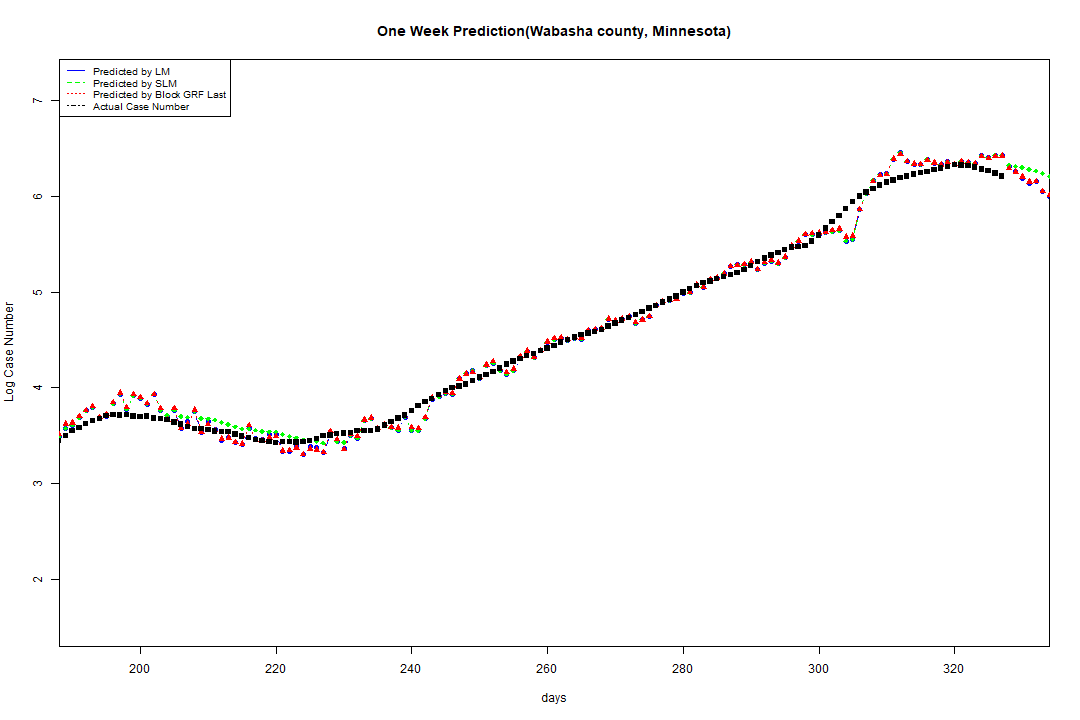 One Week Prediction(Wabasha county, Minnesota)
Predicted by LM
Predicted by SLM
Predicted by Block GRF Last
Actual Case Number
7
6
5
4
3
2
Log Case Number
200 220 240 260 280 300 320
days